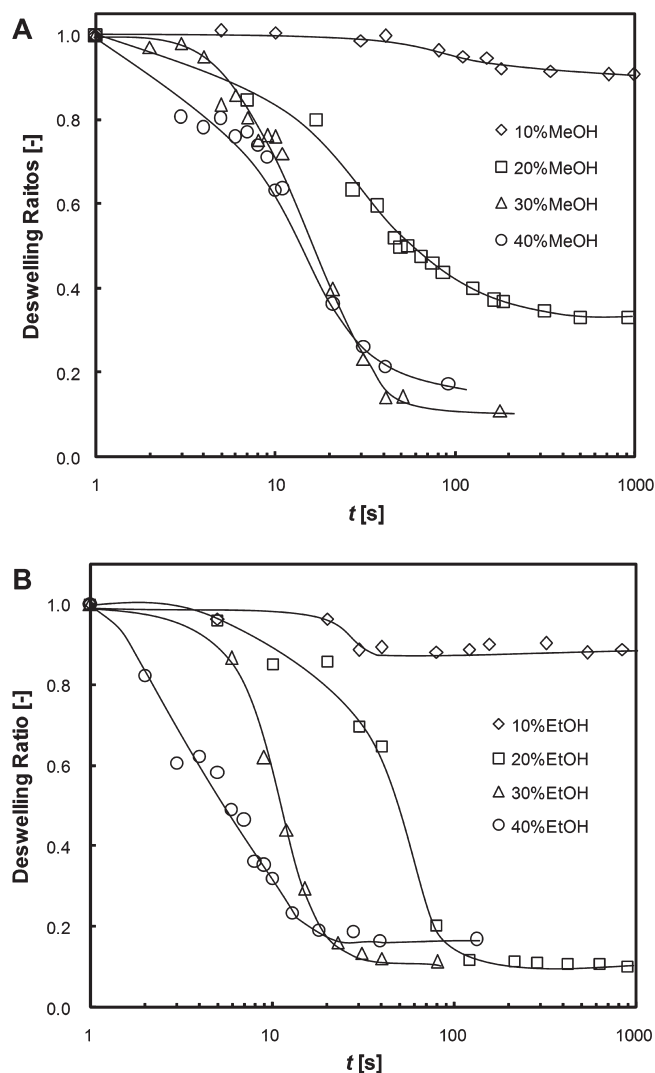 A
1.0
0.8
0.6
0.4
0.2
0.0
Deswelling Raitos [-]
10%MeOH
20%MeOH
30%MeOH
40%MeOH
1
10
100
1000
t [s]
B
1.0
0.8
0.6
0.4
0.2
0.0
Deswelling Ratio [-]
10%EtOH
20%EtOH
30%EtOH
40%EtOH
1
10
100
1000
t [s]